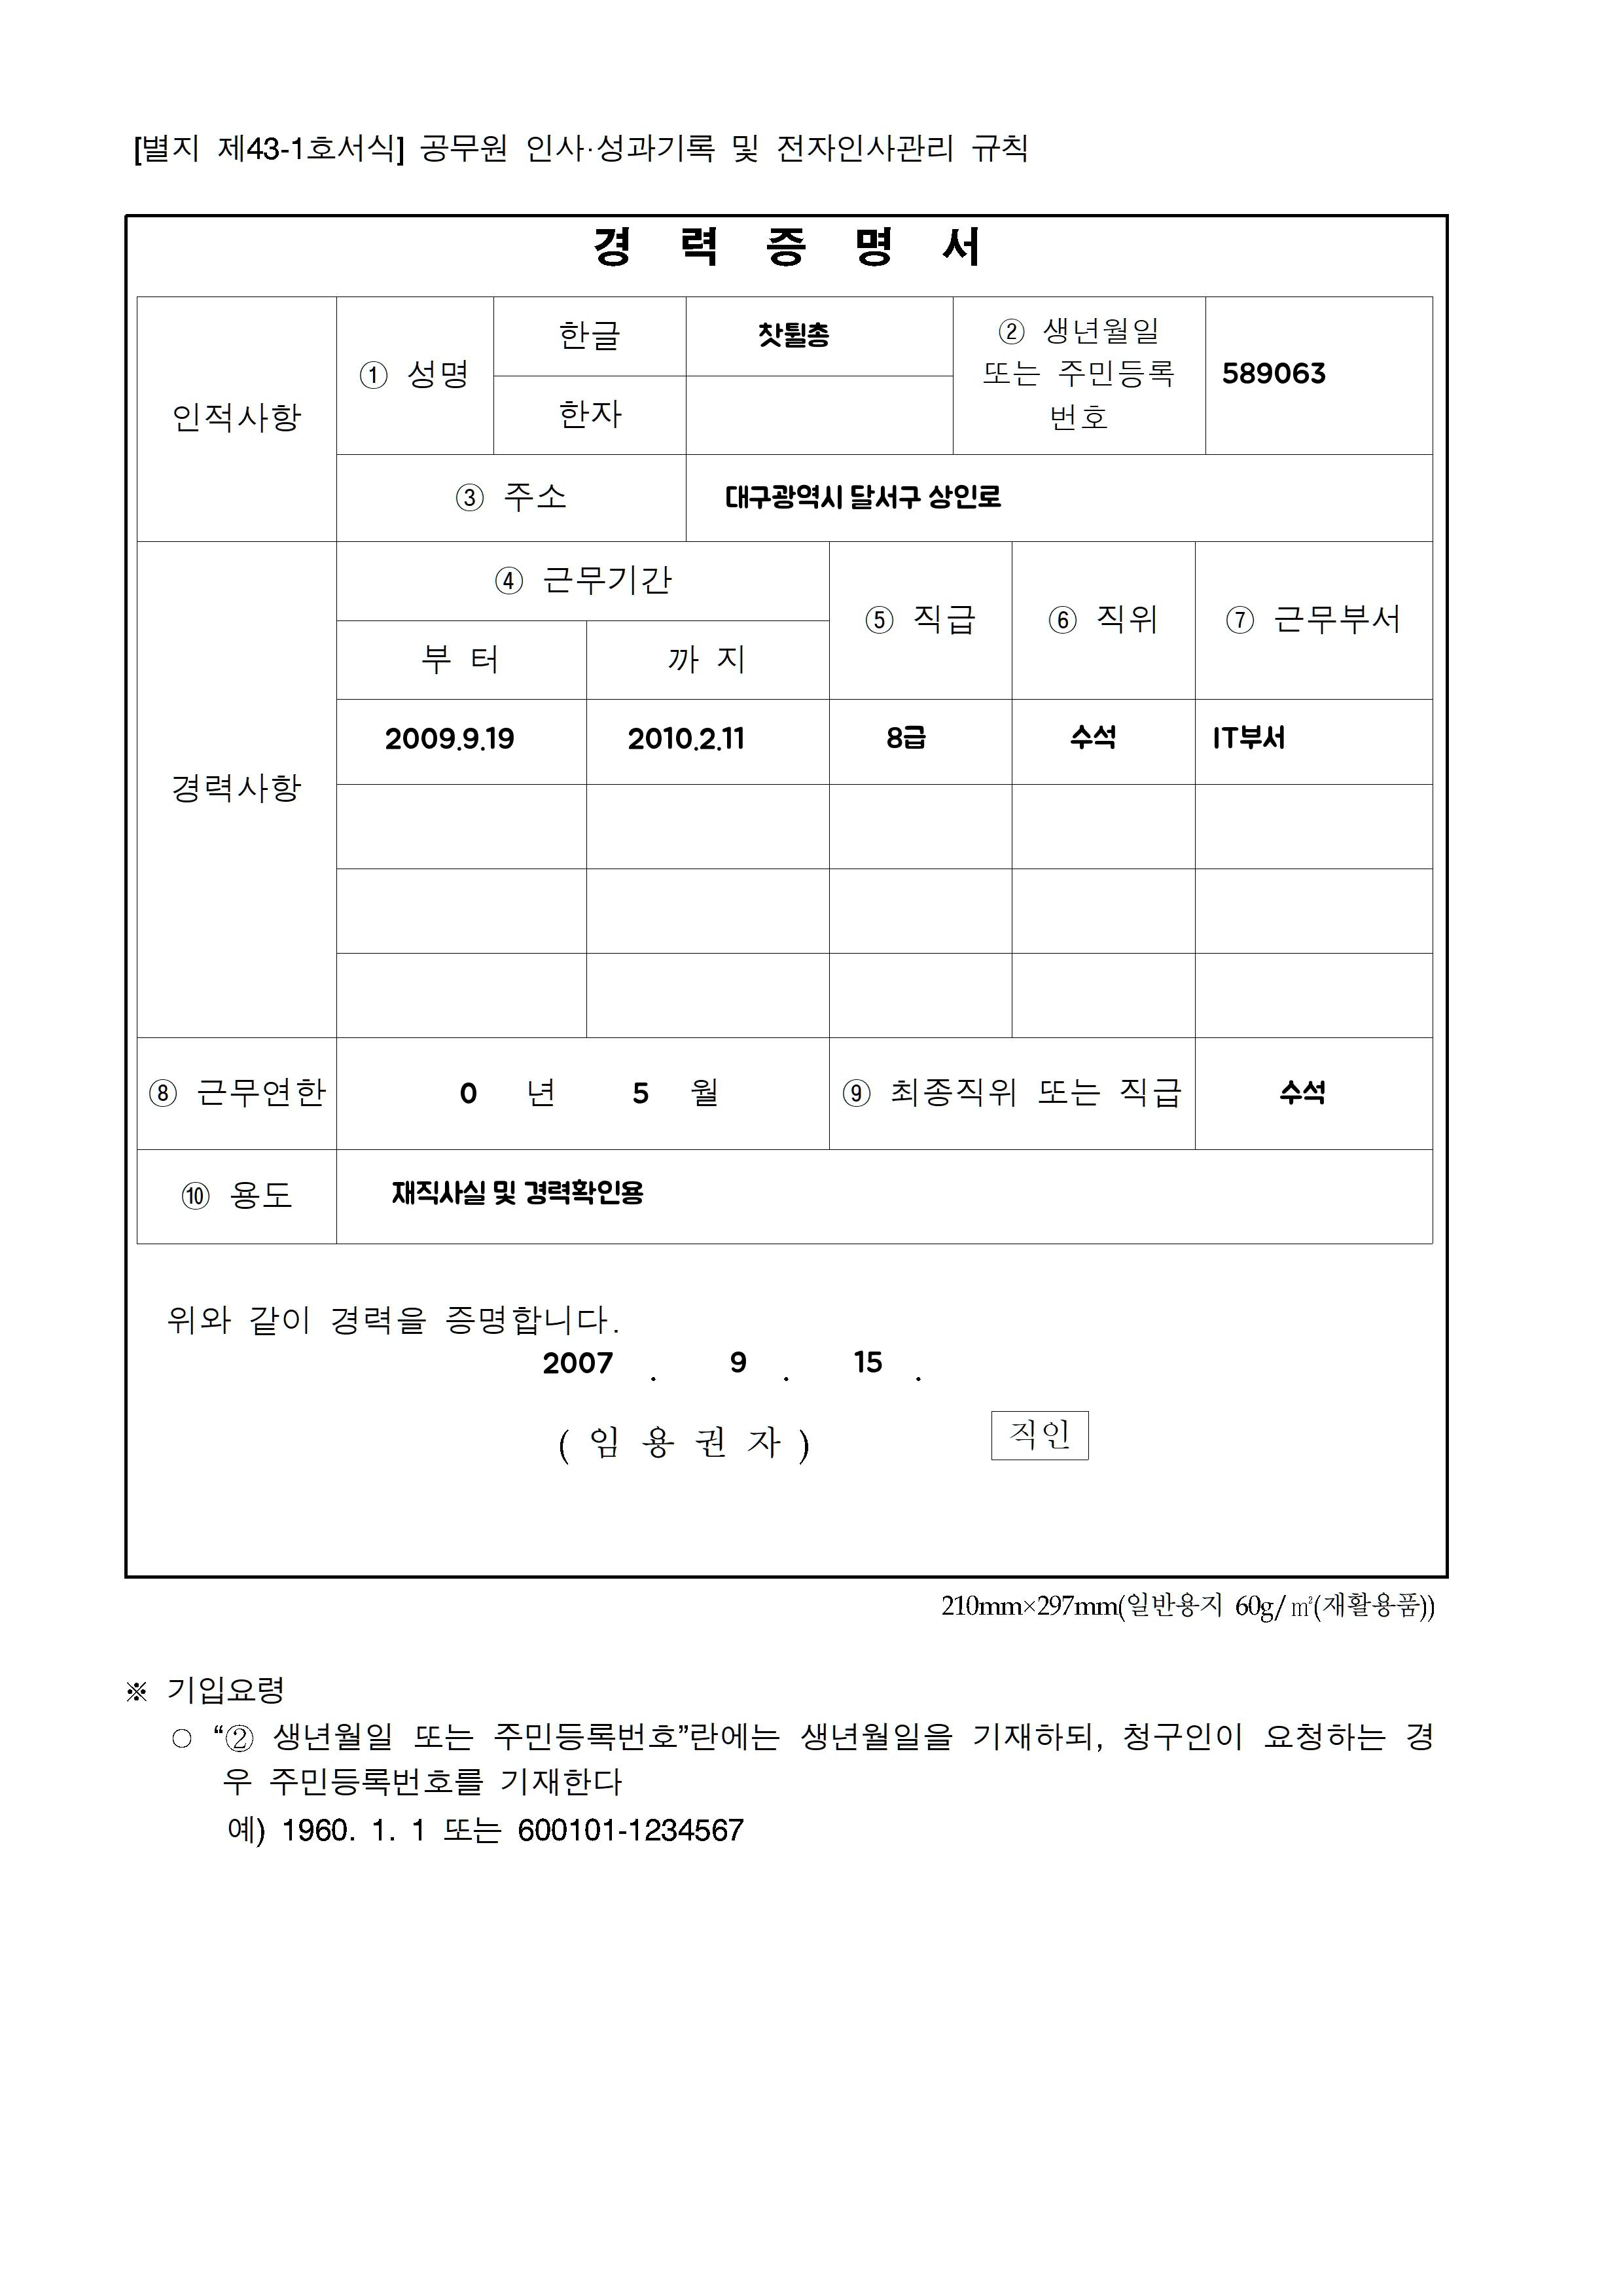 [별지 제43-1호서식] 공무원 인사·성과기록 및 전자인사관리 규칙
경 력 증 명 서
인적사항
① 성명
한글
찻튈총
한자
② 생년월일
또는 주민등록
번호
589063
③ 주소
대구광역시 달서구 상인로
경력사항
④ 근무기간
부 터
까 지
⑤ 직급
⑥ 직위
⑦ 근무부서
2009.9.19
2010.2.11
8급
수석
IT부서
⑧ 근무연한
0 년 5 월
⑨ 최종직위 또는 직급
수석
⑩ 용도
재직사실 및 경력확인용
위와 같이 경력을 증명합니다.
2007 . 9 . 15 .
( 임 용 권 자 )
직인
210mm×297mm(일반용지 60g/㎡(재활용품))
※ 기입요령
○ “② 생년월일 또는 주민등록번호”란에는 생년월일을 기재하되, 청구인이 요청하는 경
우 주민등록번호를 기재한다
예) 1960. 1. 1 또는 600101-1234567